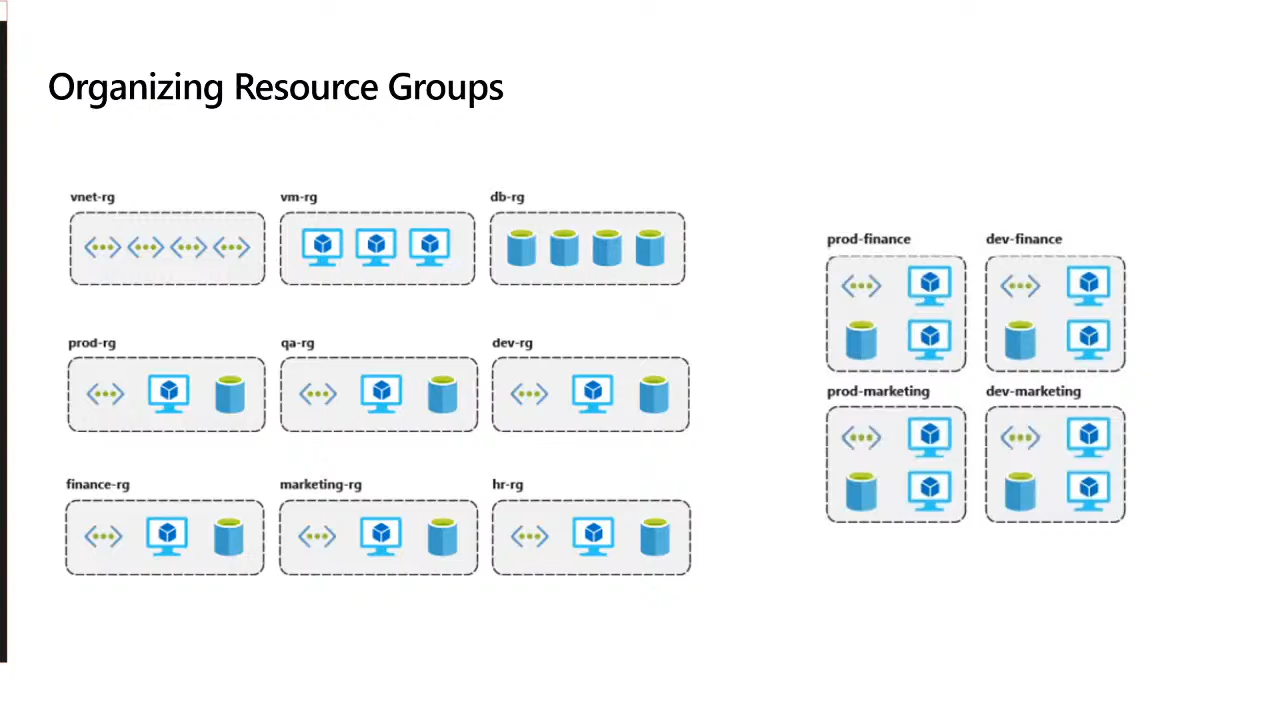 Organizing Resource Groups
vnet-rg
vm-rg
db-rg
prod-rg
qa-rg
dev-rg
finance-rg
marketing-rg
hr-rg
prod-finance
dev-finance
prod-marketing
dev-marketing